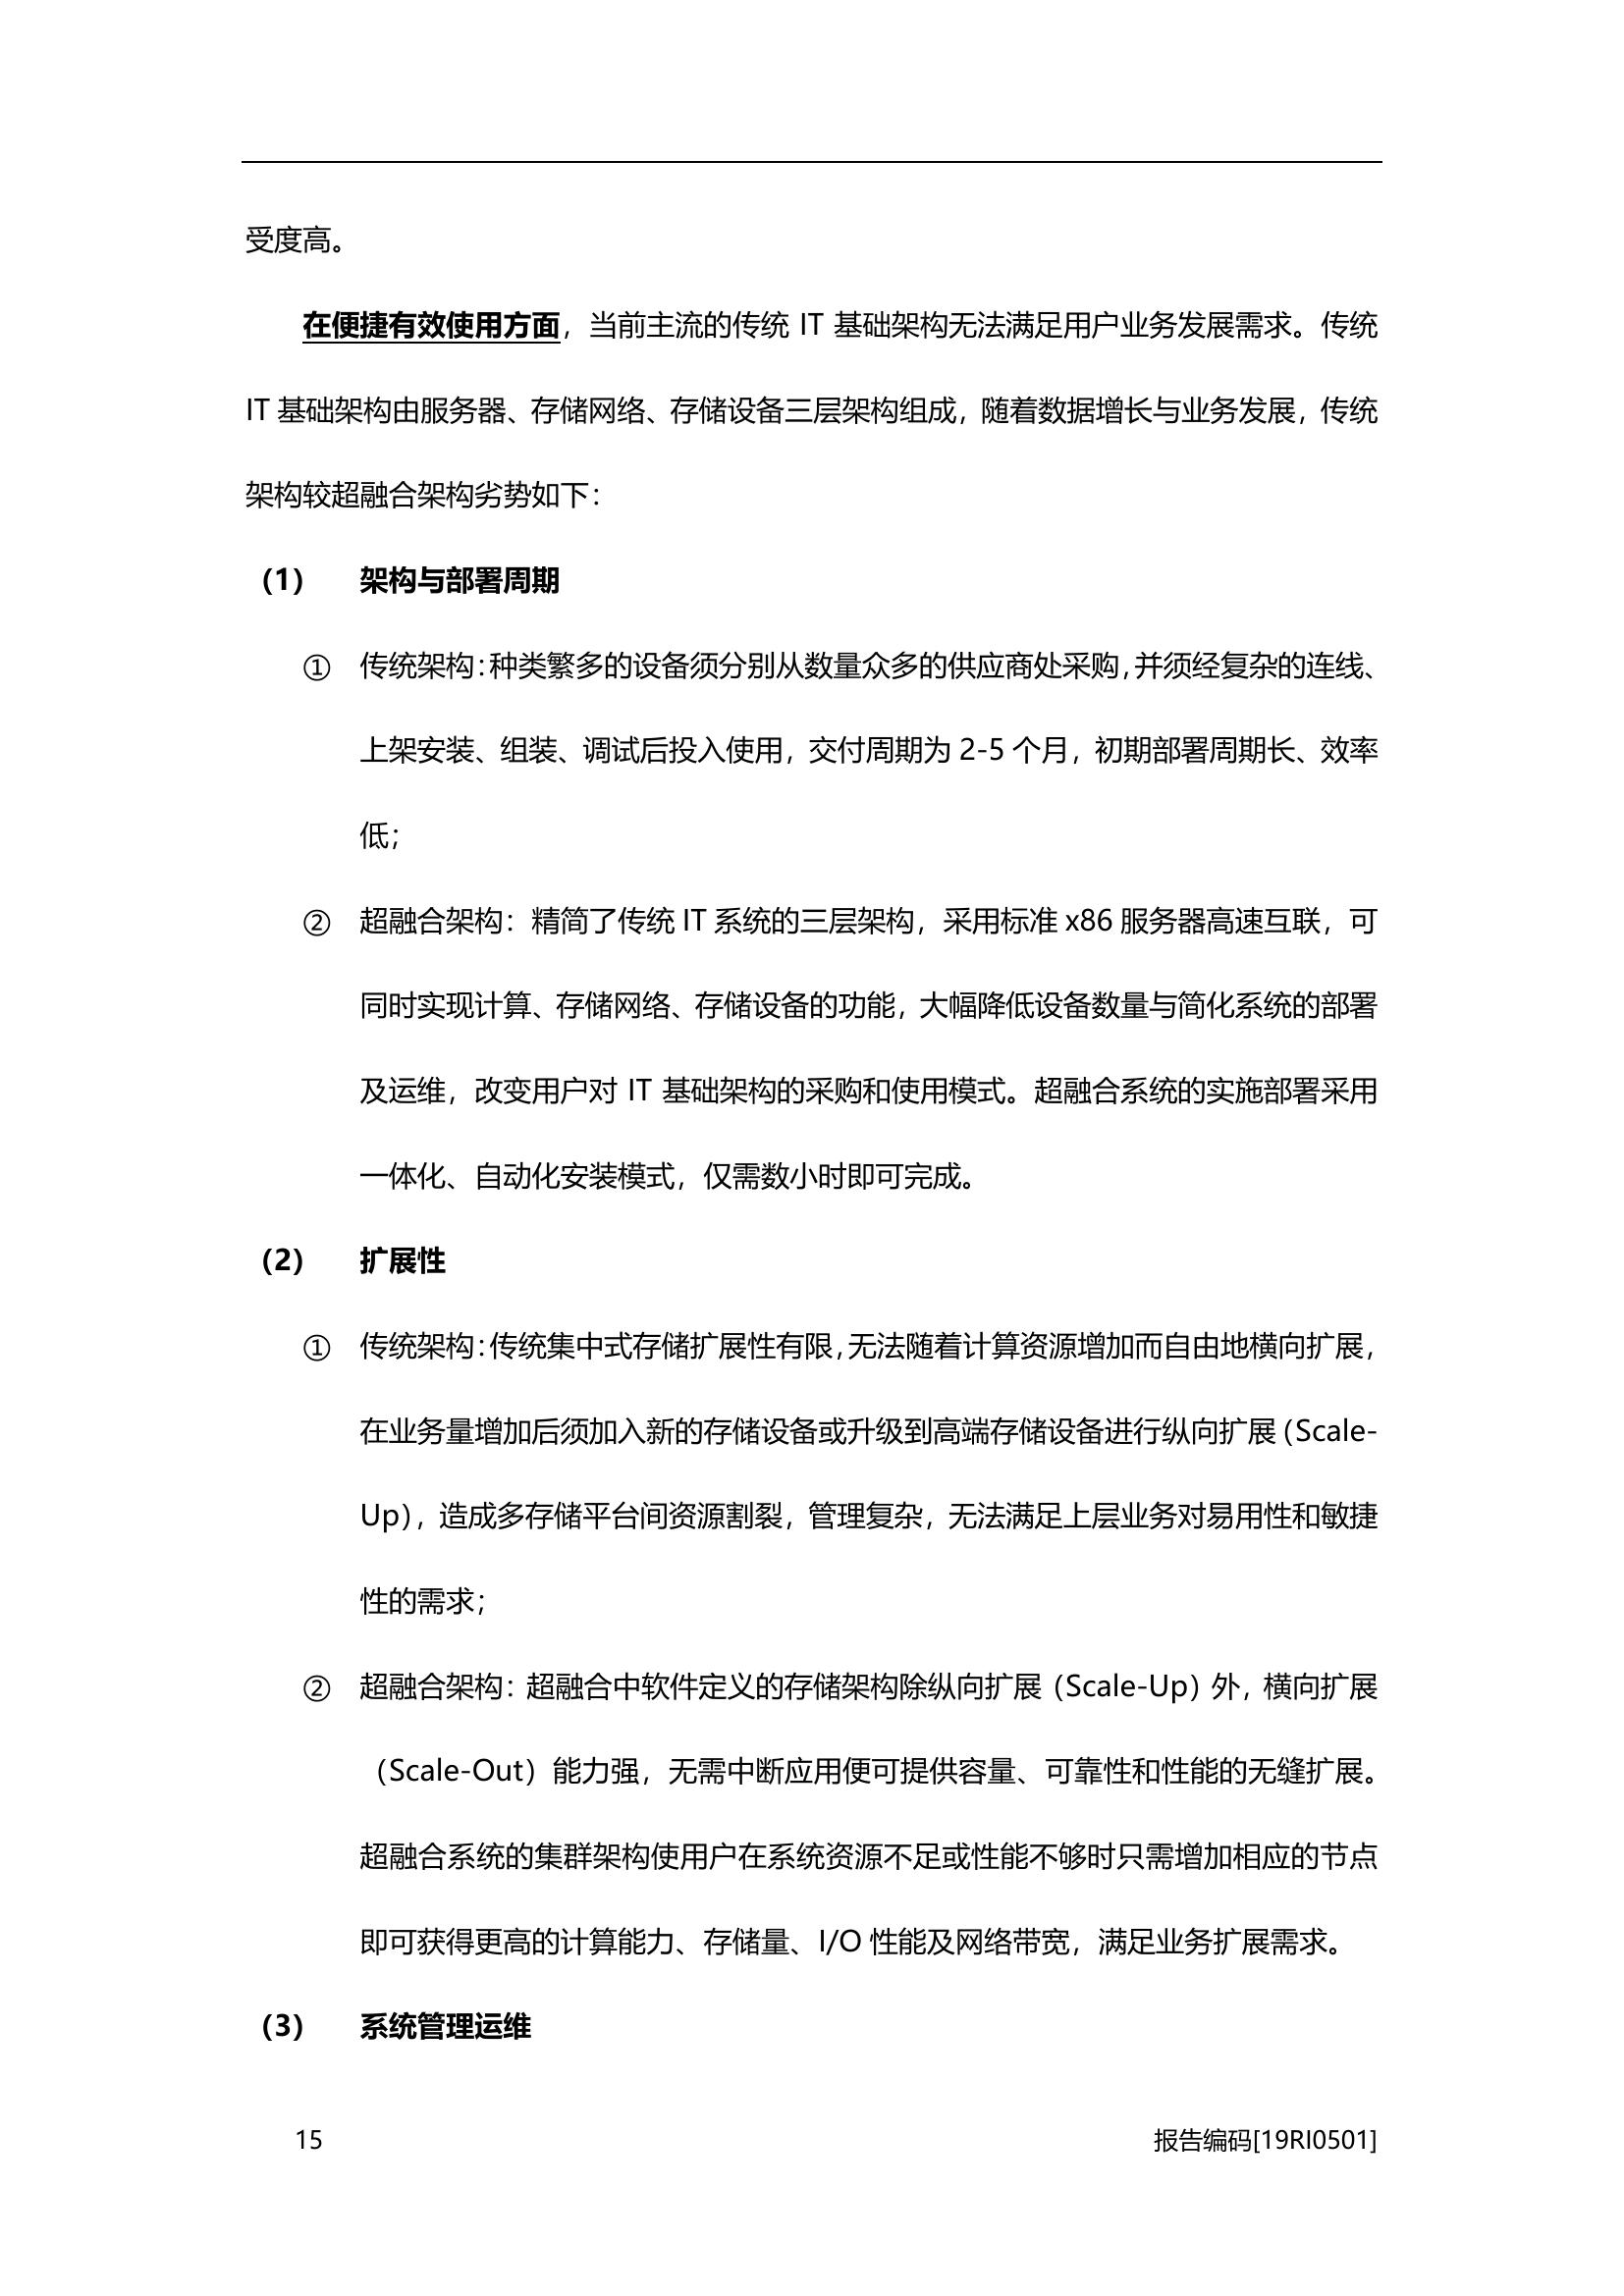 受度高。
在便捷有效使用方面，当前主流的传统 IT 基础架构无法满足用户业务发展需求。传统
IT 基础架构由服务器、存储网络、存储设备三层架构组成，随着数据增长与业务发展，传统
架构较超融合架构劣势如下：
（1） 架构与部署周期
① 传统架构：种类繁多的设备须分别从数量众多的供应商处采购，并须经复杂的连线、
上架安装、组装、调试后投入使用，交付周期为 2-5 个月，初期部署周期长、效率
低；
② 超融合架构：精简了传统 IT 系统的三层架构，采用标准 x86 服务器高速互联，可
同时实现计算、存储网络、存储设备的功能，大幅降低设备数量与简化系统的部署
及运维，改变用户对 IT 基础架构的采购和使用模式。超融合系统的实施部署采用
一体化、自动化安装模式，仅需数小时即可完成。
（2） 扩展性
① 传统架构：传统集中式存储扩展性有限，无法随着计算资源增加而自由地横向扩展，
在业务量增加后须加入新的存储设备或升级到高端存储设备进行纵向扩展（Scale-
Up），造成多存储平台间资源割裂，管理复杂，无法满足上层业务对易用性和敏捷
性的需求；
② 超融合架构：超融合中软件定义的存储架构除纵向扩展（Scale-Up）外，横向扩展
（Scale-Out）能力强，无需中断应用便可提供容量、可靠性和性能的无缝扩展。
超融合系统的集群架构使用户在系统资源不足或性能不够时只需增加相应的节点
即可获得更高的计算能力、存储量、I/O 性能及网络带宽，满足业务扩展需求。
（3） 系统管理运维
15 报告编码[19RI0501]